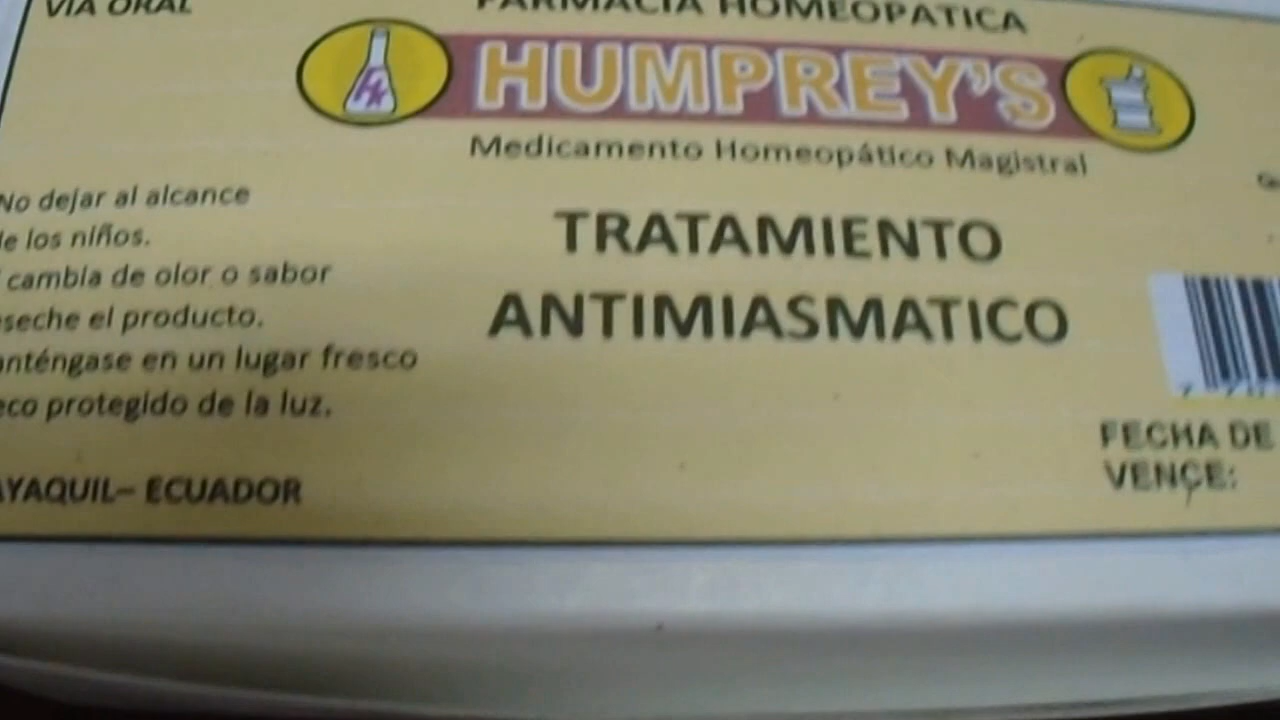 VIA ORAL
FARMACIA HOMEOPATICA
HUMPREY'S
Medicamento Homeopático Magistral
No dejar al alcance
de los niños.
cambia de olor o sabor
seche el producto.
anténgase en un lugar fresco
eco protegido de la luz.
AYAQUIL– ECUADOR
TRATAMIENTO
ANTIMIASMATICO
FECHA DE
VENCE: